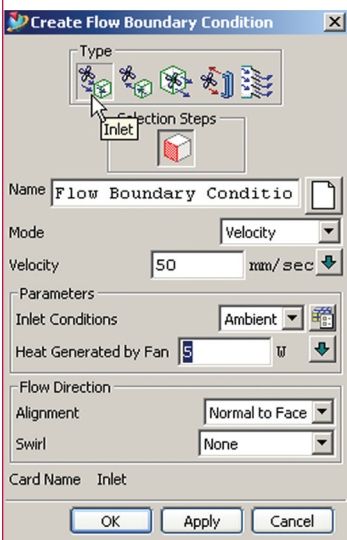 Create Flow Boundary Condition
Type
Inlet
Selection Steps
Name Flow Boundary Conditio
Mode Velocity
Velocity 50 mm/sec
Parameters
Inlet Conditions Ambient
Heat Generated by Fan 5 W
Flow Direction
Alignment Normal to Face
Swirl None
Card Name Inlet
OK Apply Cancel